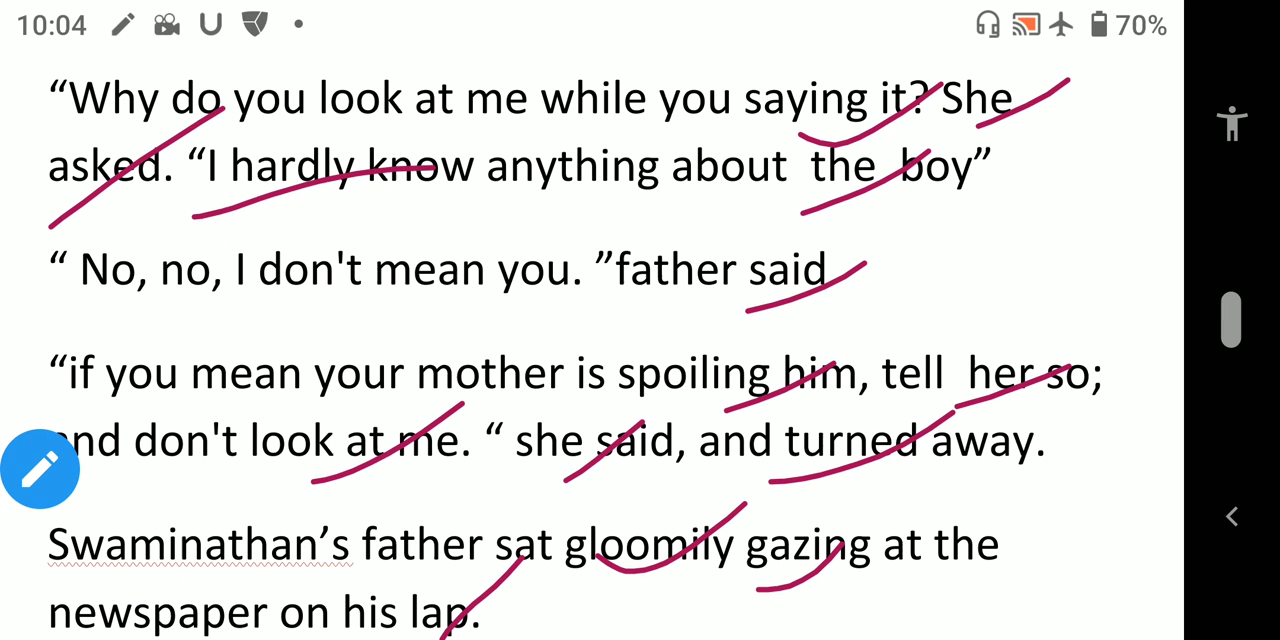 10:04 70%
“Why do you look at me while you saying it? She
asked. “I hardly know anything about the boy”
“ No, no, I don't mean you. ”father said
“if you mean your mother is spoiling him, tell her so;
and don't look at me. “ she said, and turned away.
Swaminathan’s father sat gloomily gazing at the
newspaper on his lap.